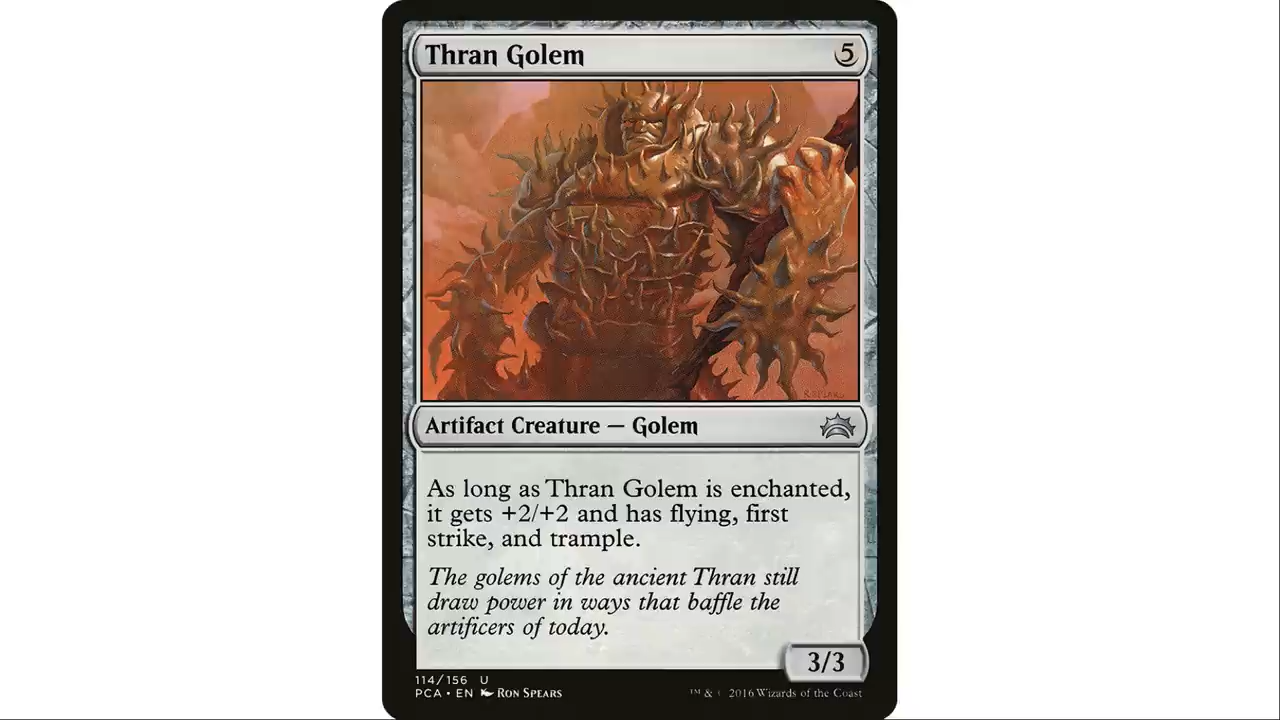 Thran Golem 5
Artifact Creature — Golem
As long as Thran Golem is enchanted,
it gets +2/+2 and has flying, first
strike, and trample.
The golems of the ancient Thran still
draw power in ways that baffle the
artificers of today.
3/3
114/156 U
PCA • EN Ron Spears
™ & © 2016 Wizards of the Coast